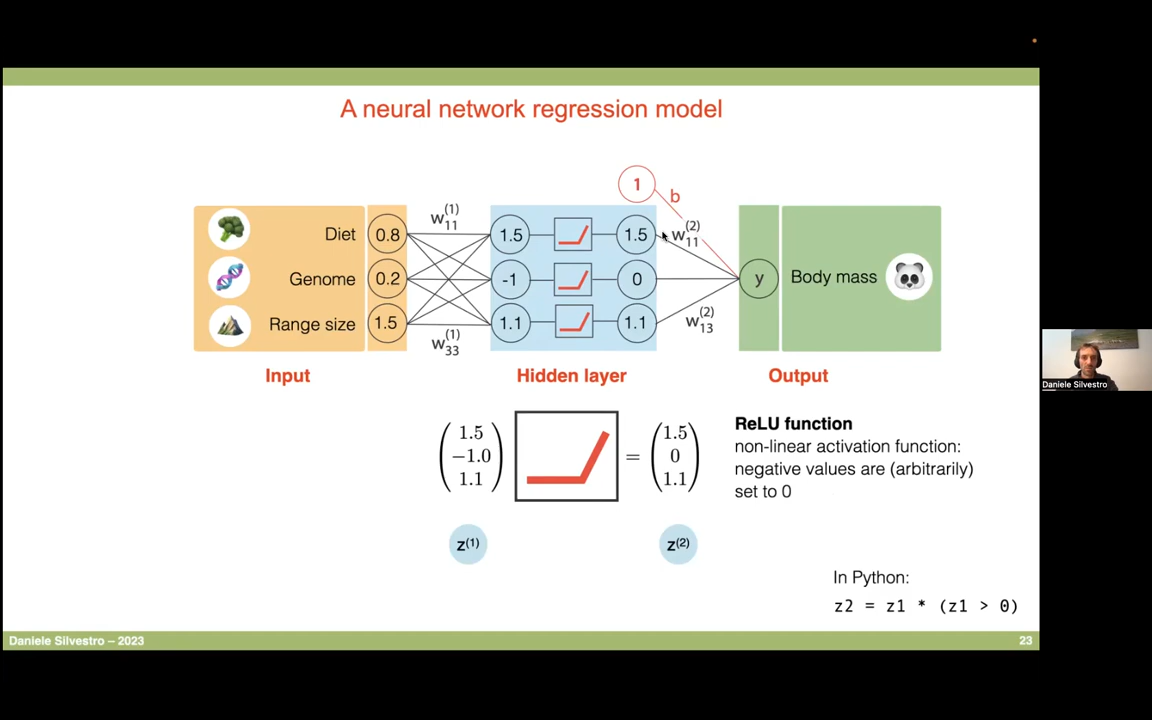 A neural network regression model
1
b
w₁₁⁽¹⁾
w₁₁⁽²⁾
Diet 0.8 1.5 1.5
Genome 0.2 -1 0 y Body mass
Range size 1.5 1.1 1.1
w₃₃⁽¹⁾
w₁₃⁽²⁾
Input Hidden layer Output
Daniele Silvestro
1.5
−1.0
1.1
=
1.5
0
1.1
ReLU function
non-linear activation function:
negative values are (arbitrarily)
set to 0
z⁽¹⁾ z⁽²⁾
In Python:
z2 = z1 * (z1 > 0)
Daniele Silvestro – 2023 23